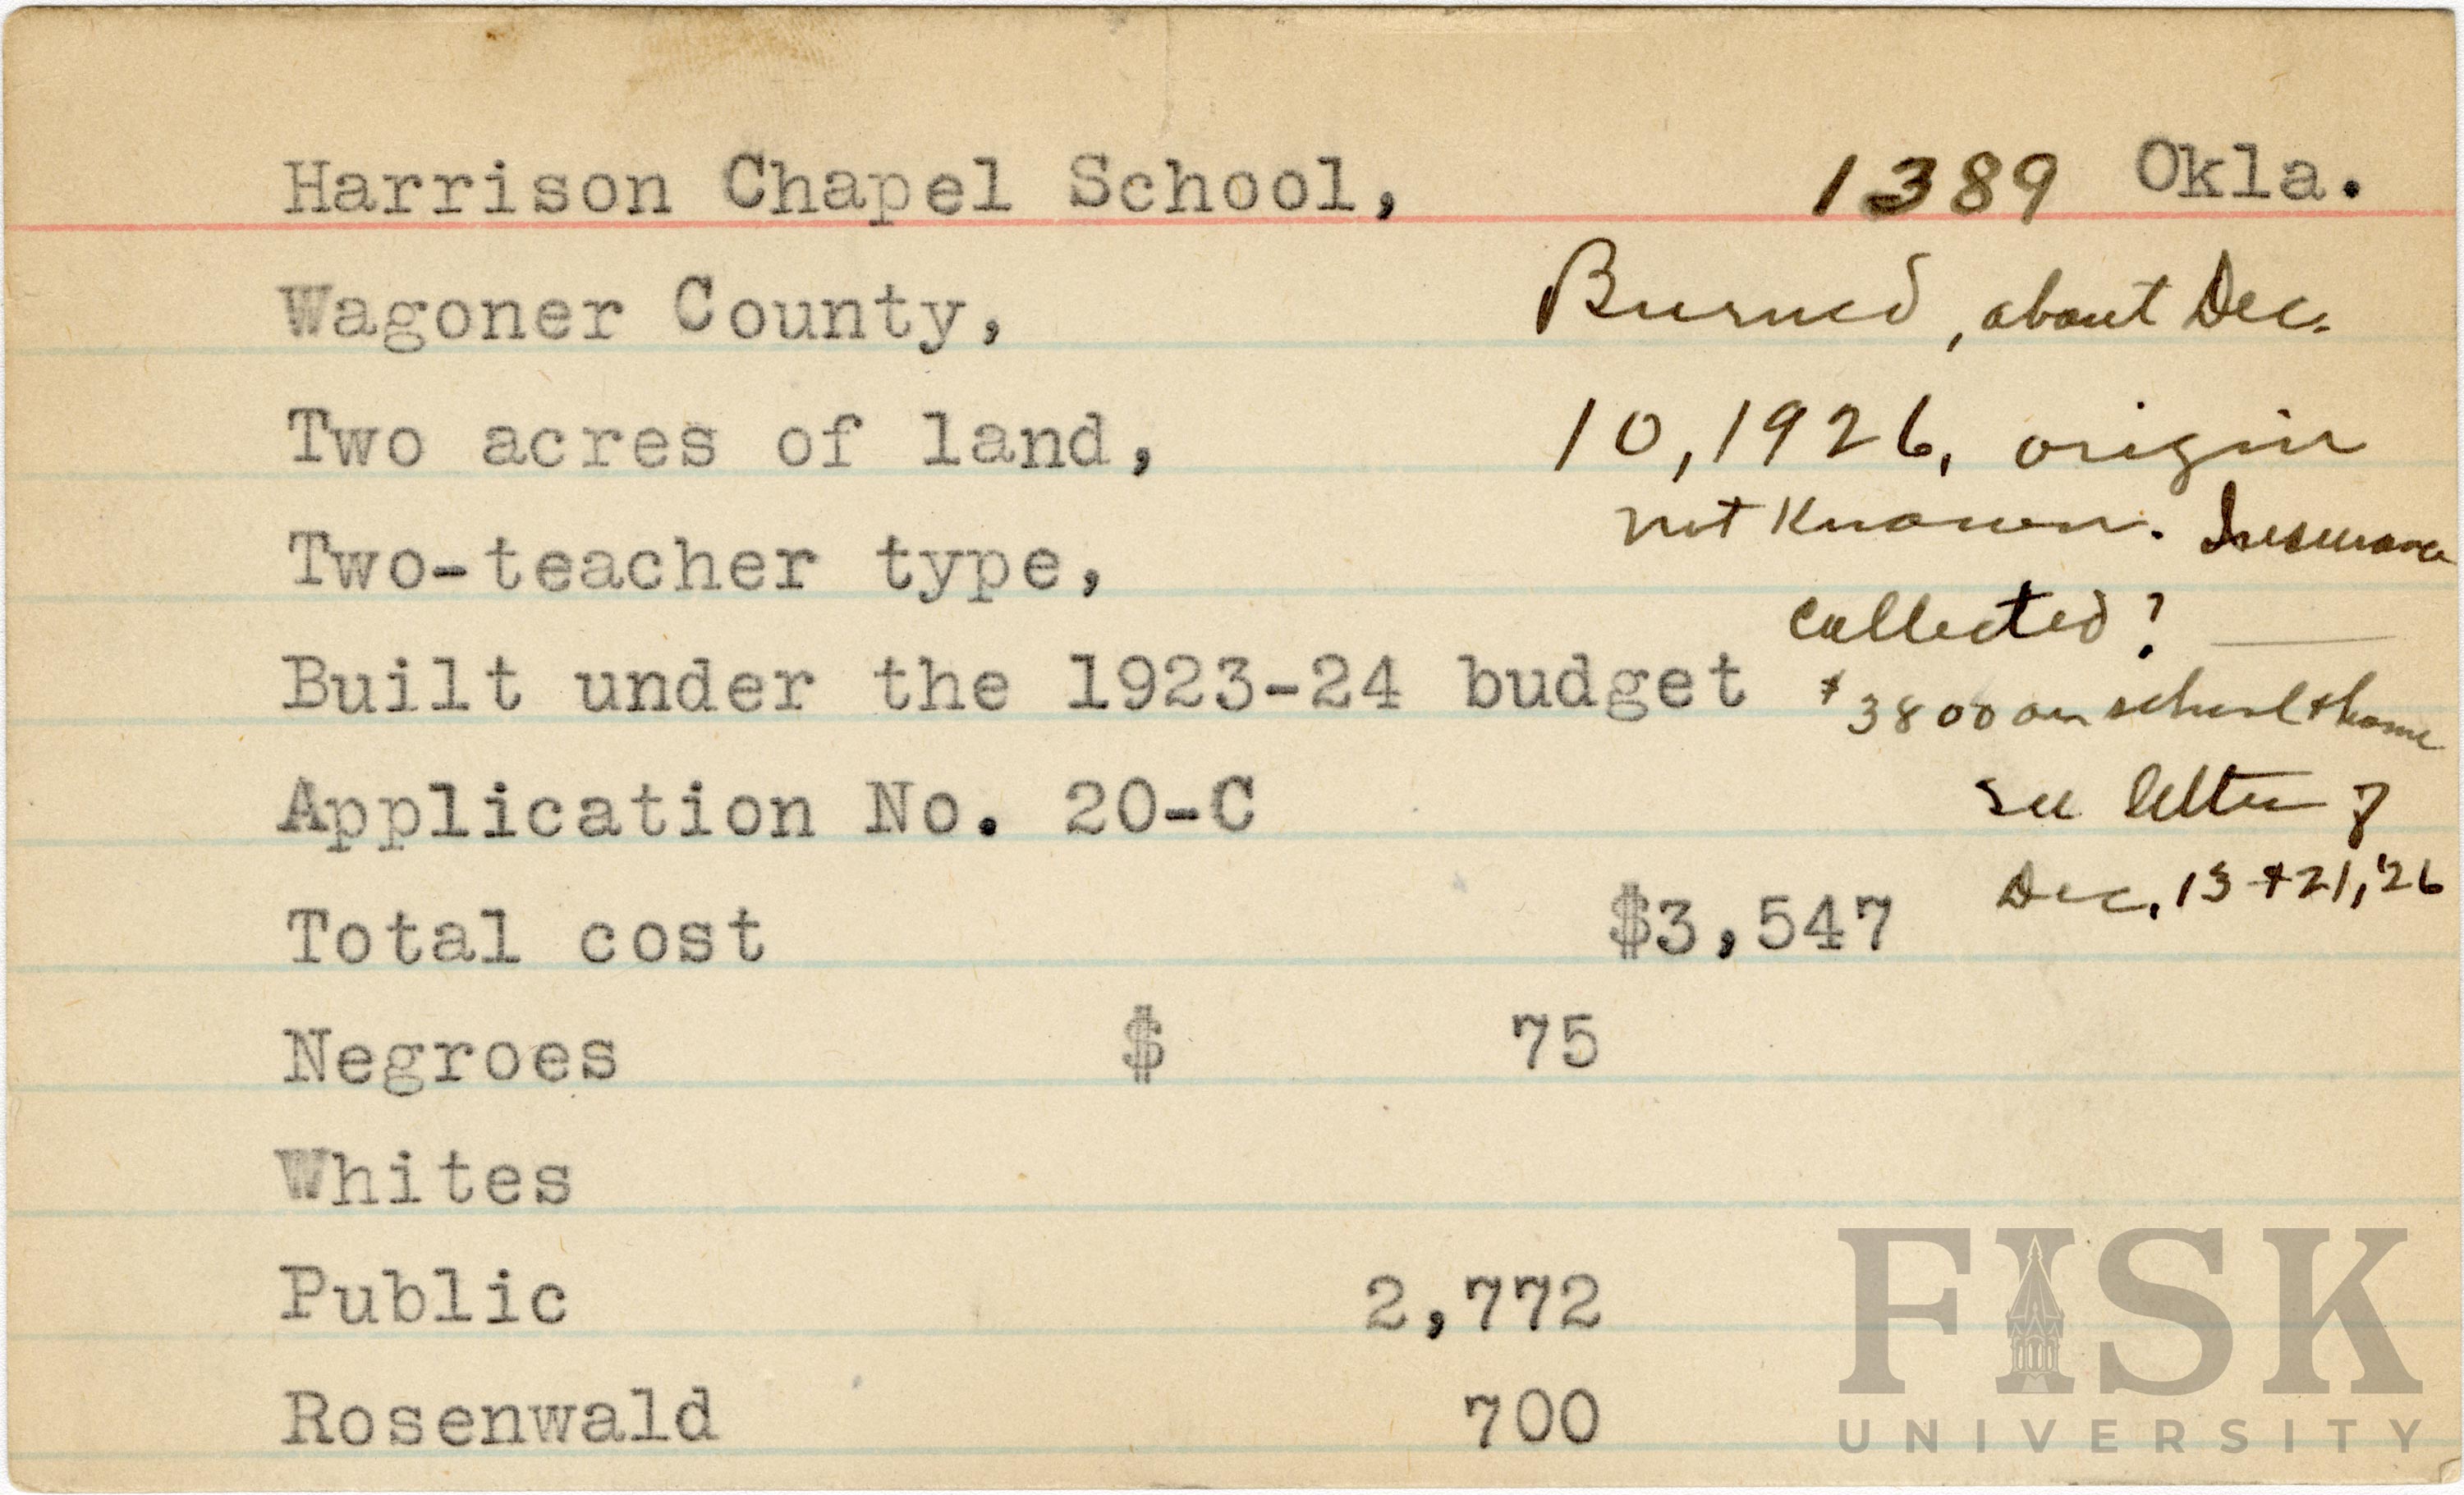 Harrison Chapel School, 1389 Okla.
Wagoner County,
Burned, about Dec.
Two acres of land,
10, 1926, origin
not known. Insurance
Two-teacher type,
collected?
Built under the 1923-24 budget
$3800 on school & home
Application No. 20-C
see letter of
Dec. 13 & 21, '26
Total cost $3,547
Negroes $ 75
Whites
Public 2,772
Rosenwald 700
FISK
UNIVERSITY